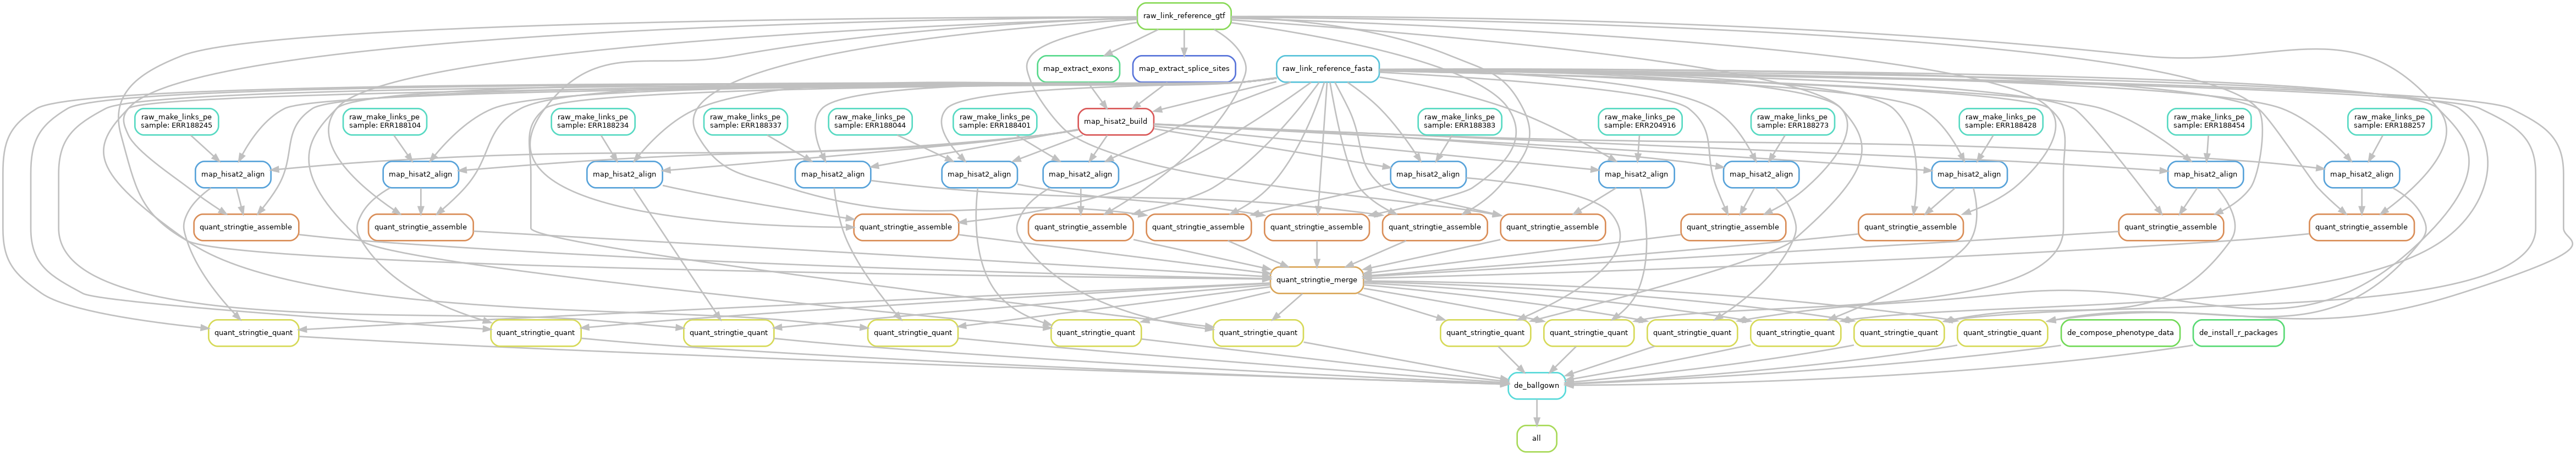 raw_link_reference_gtf
map_extract_exons
map_extract_splice_sites
raw_link_reference_fasta
raw_make_links_pe
sample: ERR188245
raw_make_links_pe
sample: ERR188104
raw_make_links_pe
sample: ERR188234
raw_make_links_pe
sample: ERR188337
raw_make_links_pe
sample: ERR188044
raw_make_links_pe
sample: ERR188401
map_hisat2_build
raw_make_links_pe
sample: ERR188383
raw_make_links_pe
sample: ERR204916
raw_make_links_pe
sample: ERR188273
raw_make_links_pe
sample: ERR188428
raw_make_links_pe
sample: ERR188454
raw_make_links_pe
sample: ERR188257
map_hisat2_align
map_hisat2_align
map_hisat2_align
map_hisat2_align
map_hisat2_align
map_hisat2_align
map_hisat2_align
map_hisat2_align
map_hisat2_align
map_hisat2_align
map_hisat2_align
map_hisat2_align
quant_stringtie_assemble
quant_stringtie_assemble
quant_stringtie_assemble
quant_stringtie_assemble
quant_stringtie_assemble
quant_stringtie_assemble
quant_stringtie_assemble
quant_stringtie_assemble
quant_stringtie_assemble
quant_stringtie_assemble
quant_stringtie_assemble
quant_stringtie_assemble
quant_stringtie_merge
quant_stringtie_quant
quant_stringtie_quant
quant_stringtie_quant
quant_stringtie_quant
quant_stringtie_quant
quant_stringtie_quant
quant_stringtie_quant
quant_stringtie_quant
quant_stringtie_quant
quant_stringtie_quant
quant_stringtie_quant
quant_stringtie_quant
de_compose_phenotype_data
de_install_r_packages
de_ballgown
all